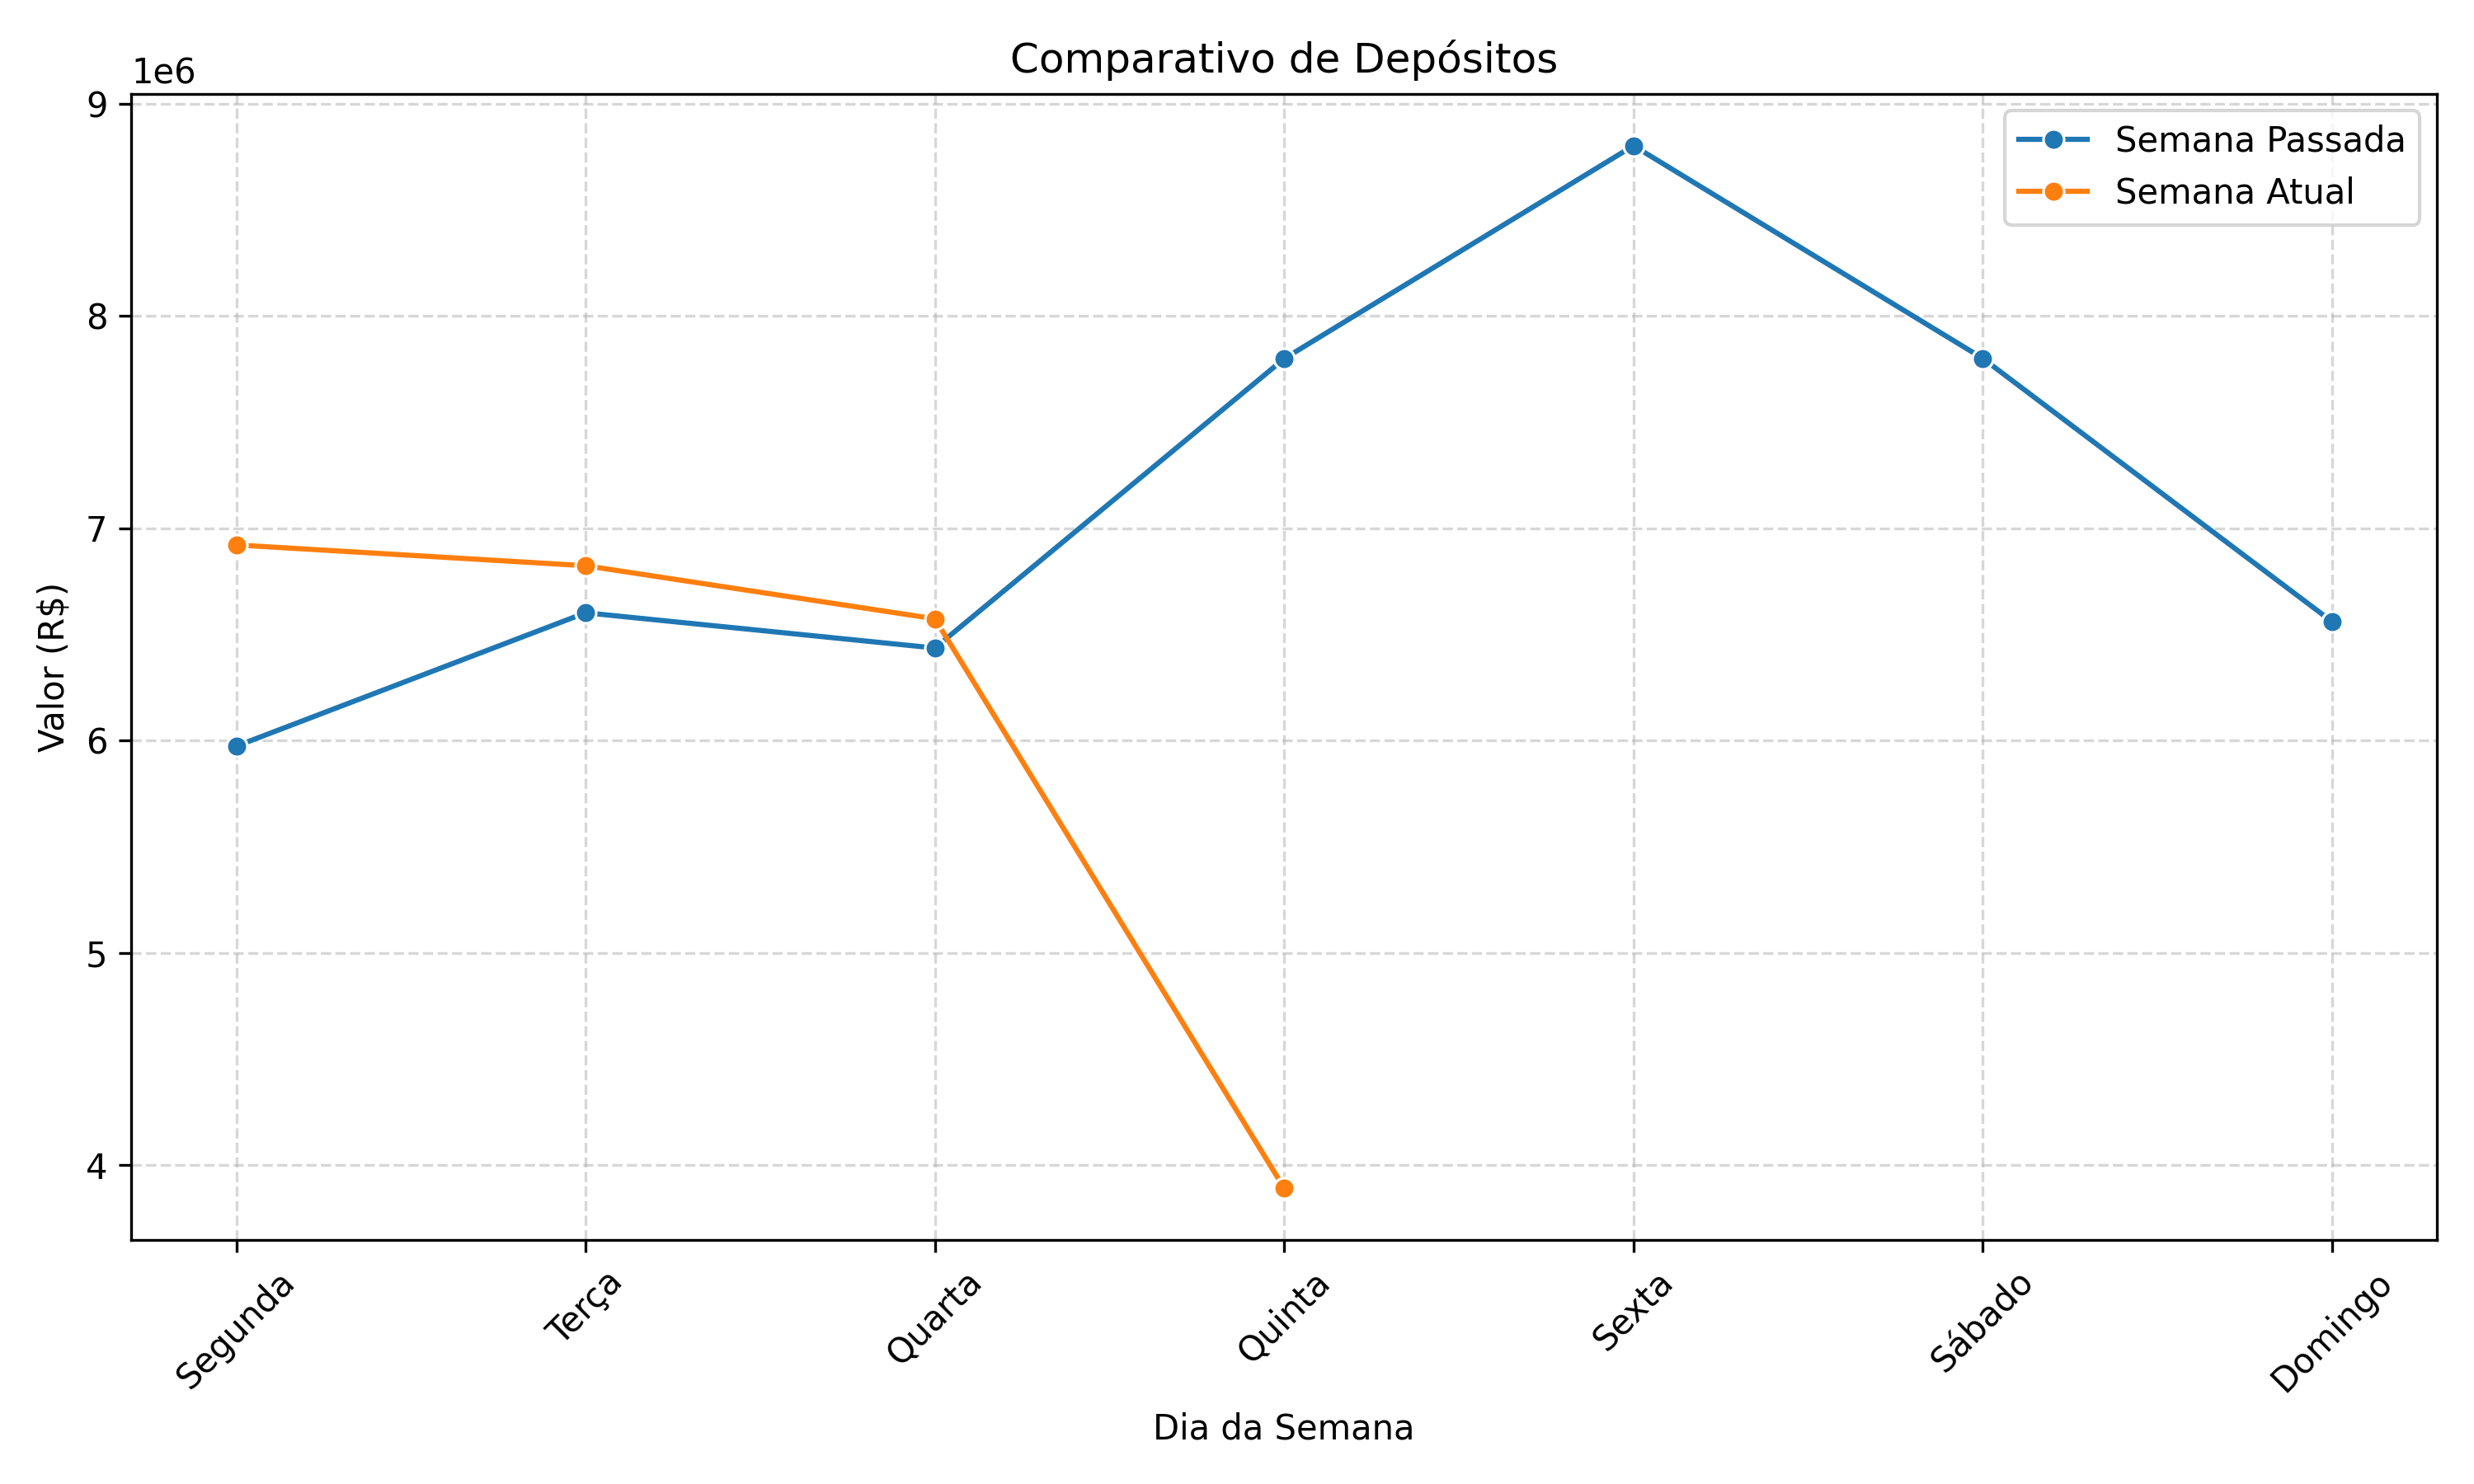 Comparativo de Depósitos
1e6
9
8
7
6
5
4
Valor (R$)
Semana Passada
Semana Atual
Segunda
Terça
Quarta
Quinta
Sexta
Sábado
Domingo
Dia da Semana